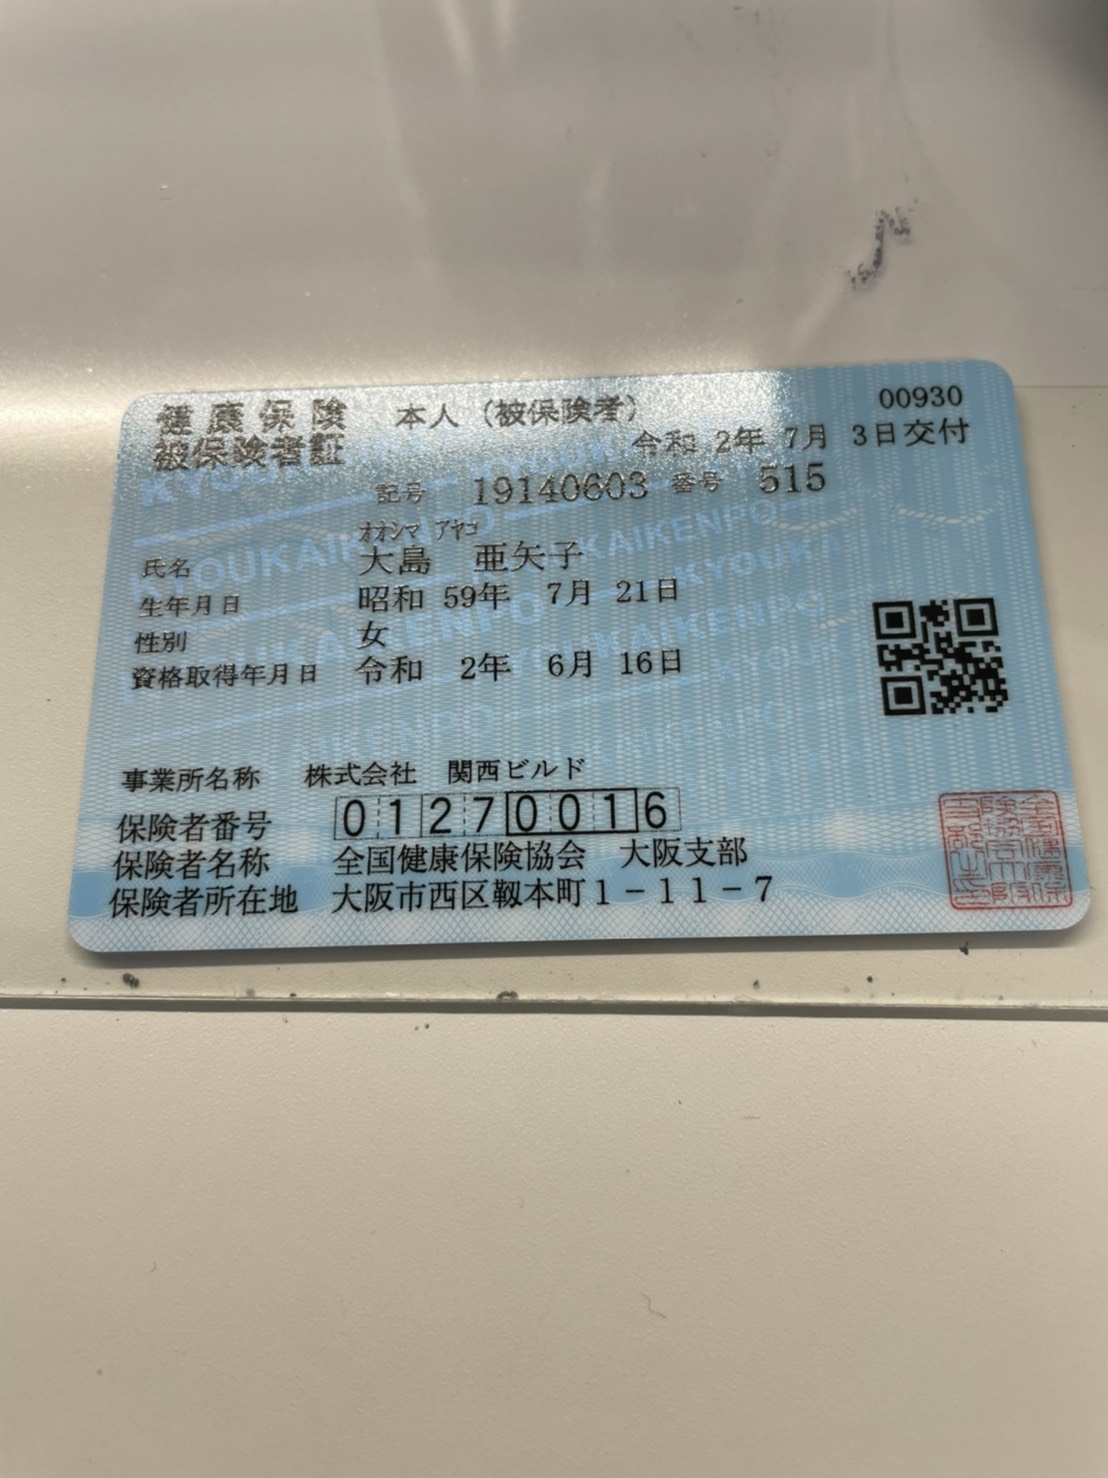 健康保険 本人（被保険者） 00930
被保険者証 令和 2年 7月 3日交付
記号 19140603 番号 515
オオシマ アヤコ
氏名 大島 亜矢子
生年月日 昭和 59年 7月 21日
性別 女
資格取得年月日 令和 2年 6月 16日
事業所名称 株式会社 関西ビルド
保険者番号 01270016
保険者名称 全国健康保険協会 大阪支部
保険者所在地 大阪市西区靱本町1-11-7